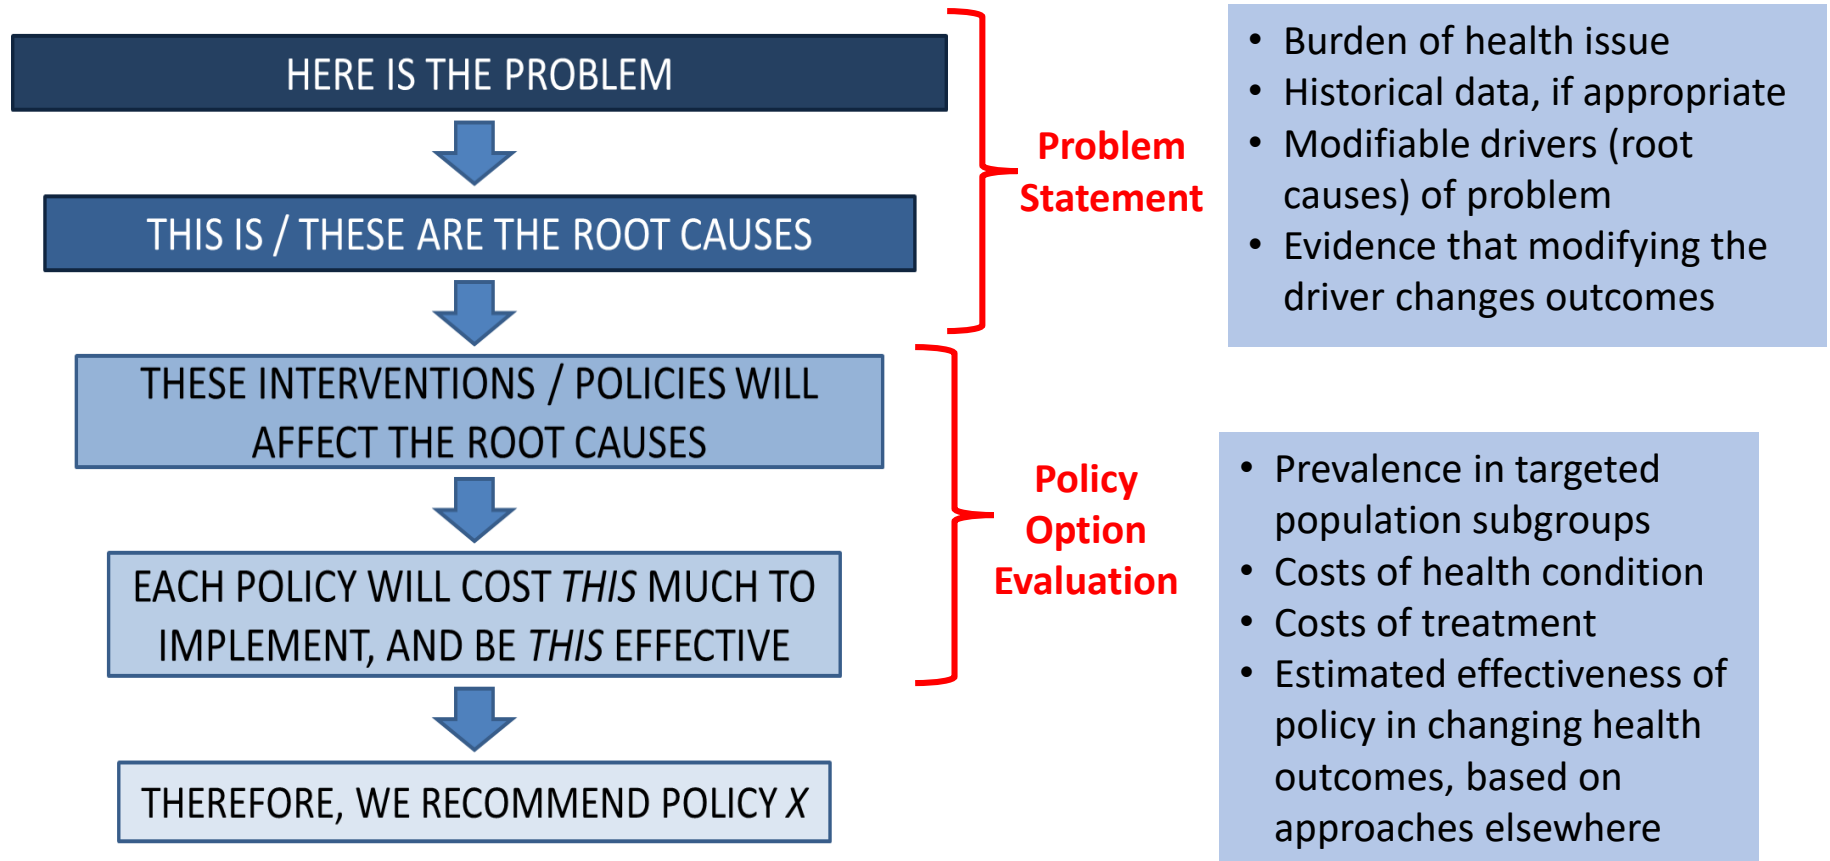 HERE IS THE PROBLEM
THIS IS / THESE ARE THE ROOT CAUSES
Problem
Statement
• Burden of health issue
• Historical data, if appropriate
• Modifiable drivers (root
causes) of problem
• Evidence that modifying the
driver changes outcomes
THESE INTERVENTIONS / POLICIES WILL
AFFECT THE ROOT CAUSES
EACH POLICY WILL COST THIS MUCH TO
IMPLEMENT, AND BE THIS EFFECTIVE
Policy
Option
Evaluation
• Prevalence in targeted
population subgroups
• Costs of health condition
• Costs of treatment
• Estimated effectiveness of
policy in changing health
outcomes, based on
approaches elsewhere
THEREFORE, WE RECOMMEND POLICY X